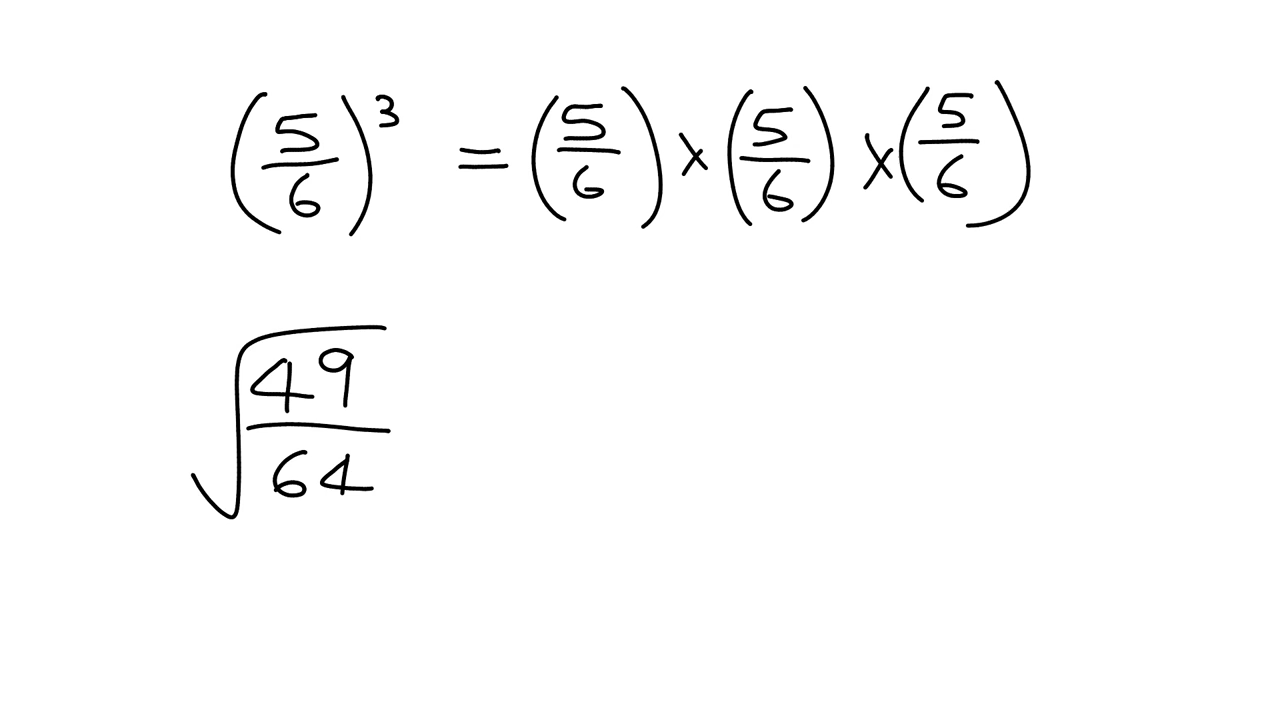 (5/6)³ = (5/6) × (5/6) × (5/6)
√(49/64)